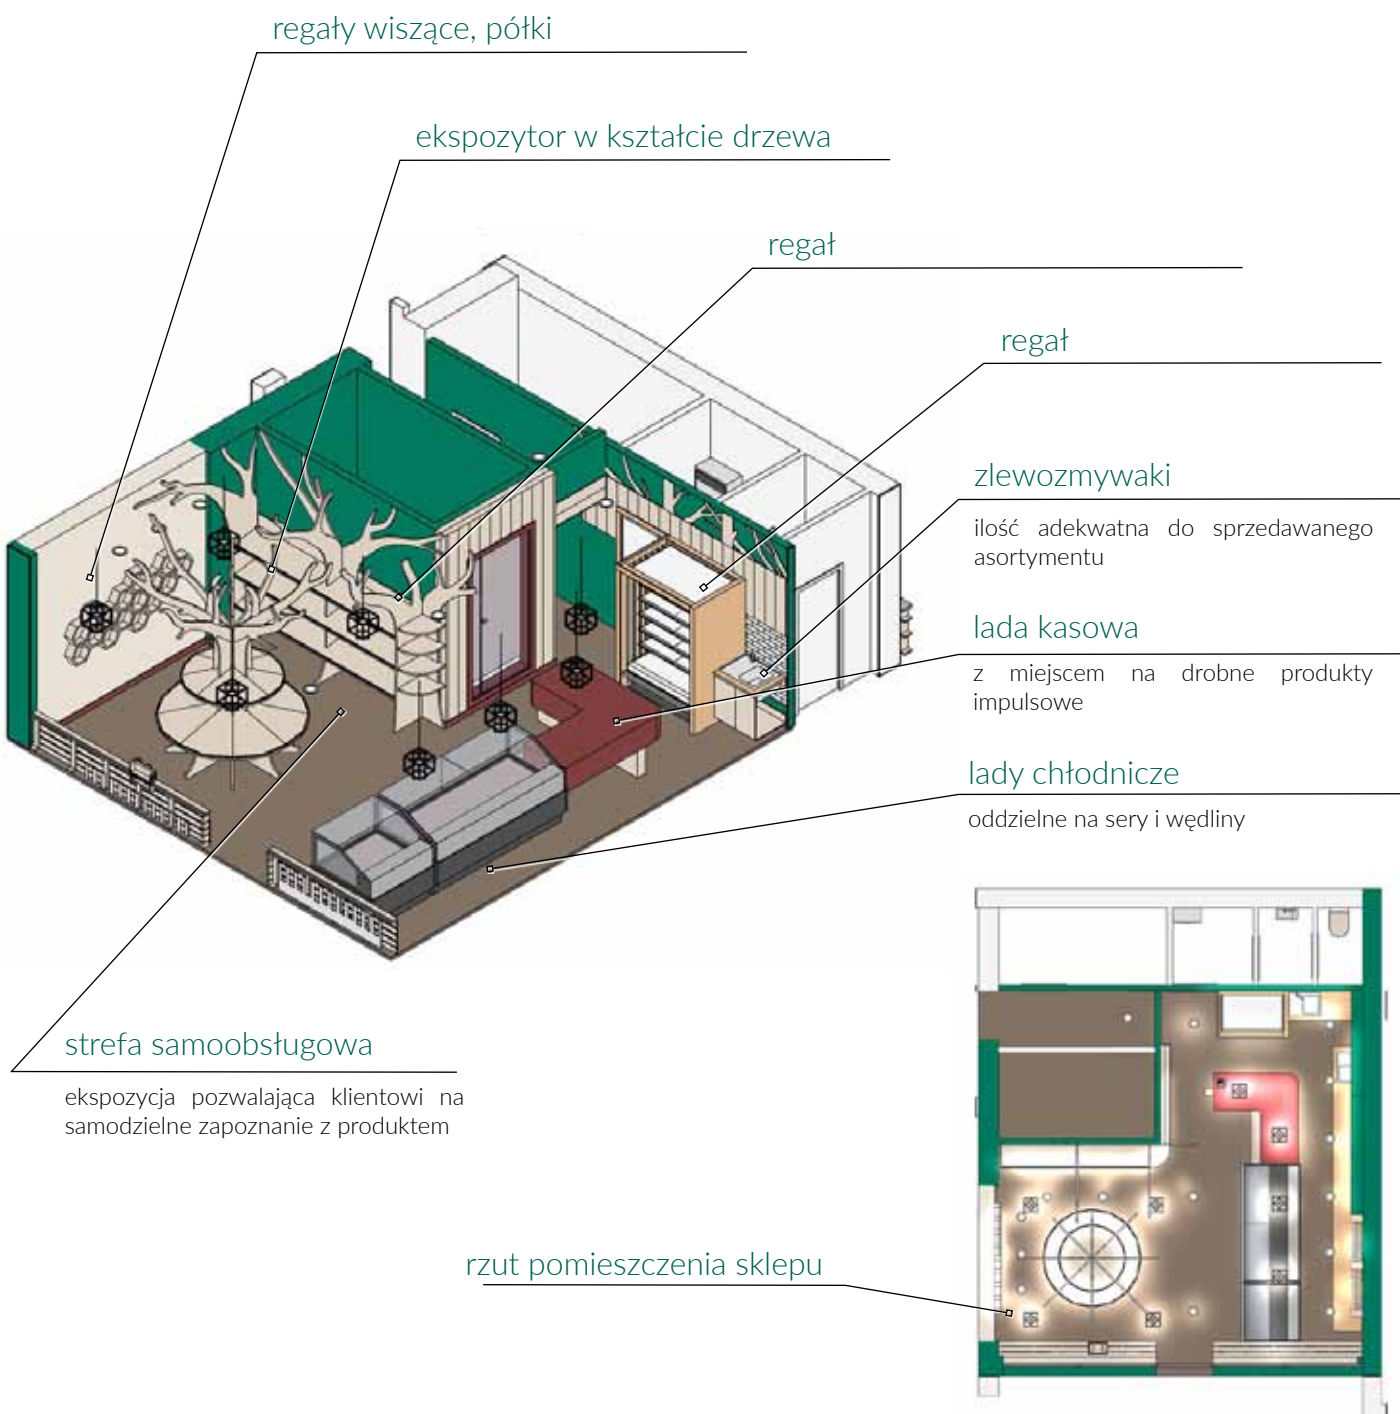 regały wiszące, półki
ekspozytor w kształcie drzewa
regał
regał
zlewozmywaki
ilość adekwatna do sprzedawanego
asortymentu
lada kasowa
z miejscem na drobne produkty
impulsowe
lady chłodnicze
oddzielne na sery i wędliny
strefa samoobsługowa
ekspozycja pozwalająca klientowi na
samodzielne zapoznanie z produktem
rzut pomieszczenia sklepu